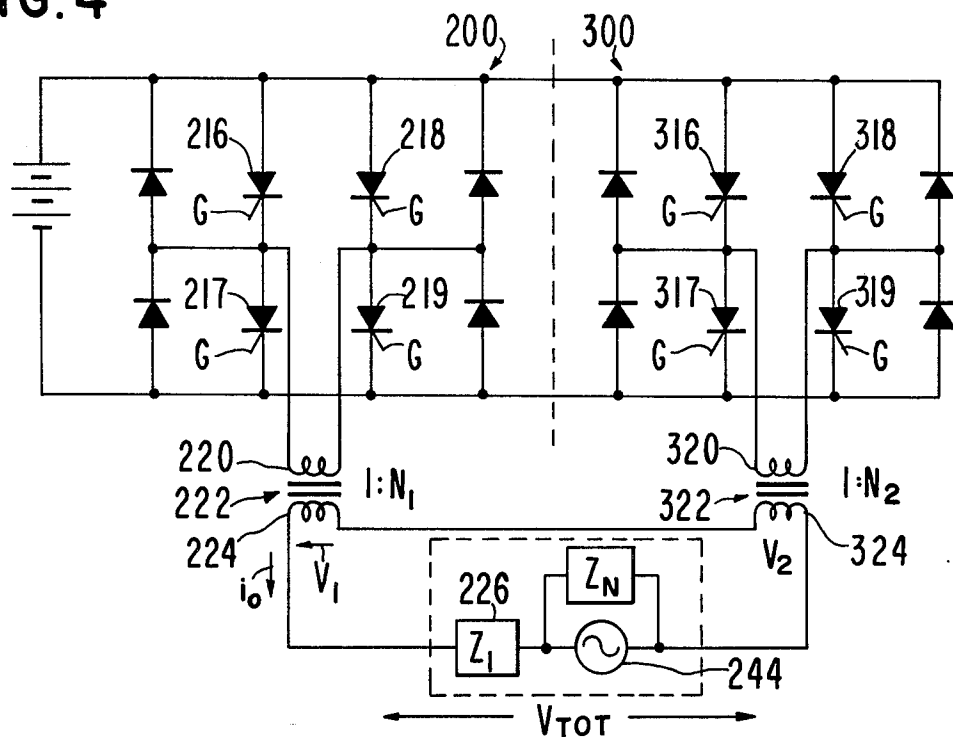 FIG. 4
200 300
216 218 316 318
G G G G
217 219 317 319
G G G G
220 1:N1 320 1:N2
222 322
224 V1 V2 324
i0 226 ZN
Z1 244
VTOT